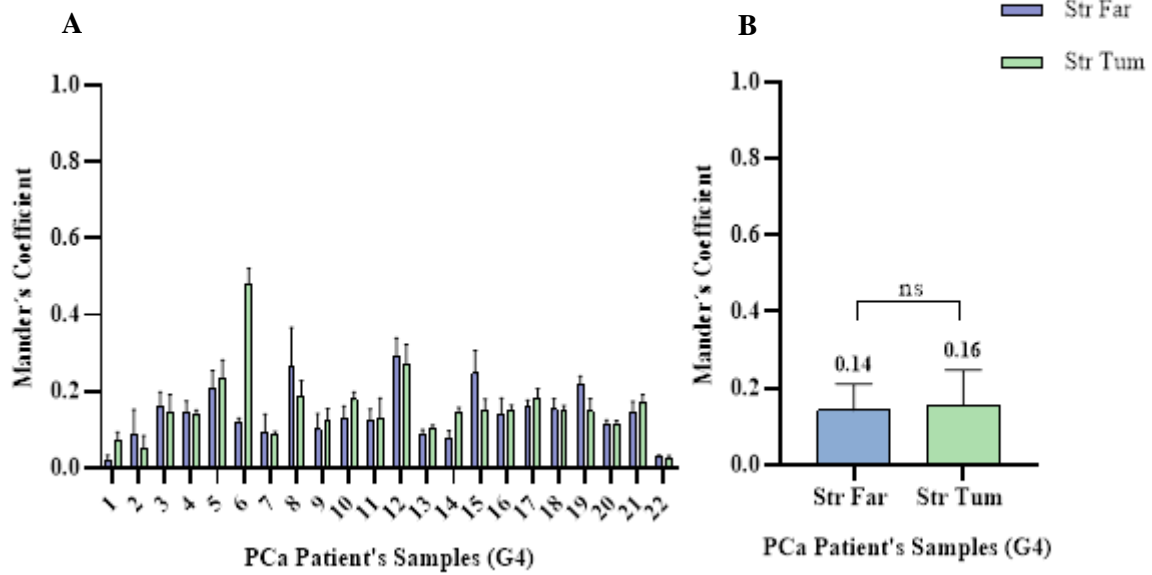 A
B
Str Far
Str Tum
Mander´s Coefficient
1.0
0.8
0.6
0.4
0.2
0.0
1 2 3 4 5 6 7 8 9 10 11 12 13 14 15 16 17 18 19 20 21 22
PCa Patient's Samples (G4)
Mander´s Coefficient
1.0
0.8
0.6
0.4
0.2
0.0
ns
0.14
0.16
Str Far Str Tum
PCa Patient's Samples (G4)